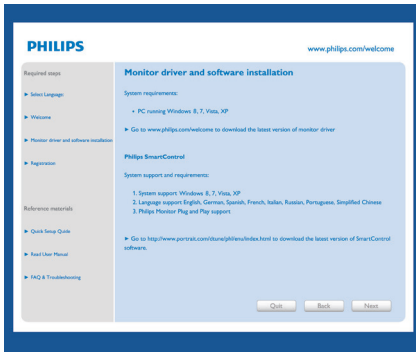 PHILIPS
www.philips.com/welcome
Required steps
Select Language:
Welcome
Monitor driver and software installation
Registration
Reference materials
Quick Setup Quide
Read User Manual
FAQ & Troubleshooting
Monitor driver and software installation
System requirements:
• PC running Windows 8, 7, Vista, XP
Go to www.philips.com/welcome to download the latest version of monitor driver
Philips SmartControl
System support and requirements:
1. System support Windows 8, 7, Vista, XP
2. Language support English, German, Spanish, French, Italian, Russian, Portuguese, Simplified Chinese
3. Philips Monitor Plug and Play support
Go to http://www.portrait.com/dtune/phl/enu/index.html to download the latest version of SmartControl
software.
Quit
Back
Next